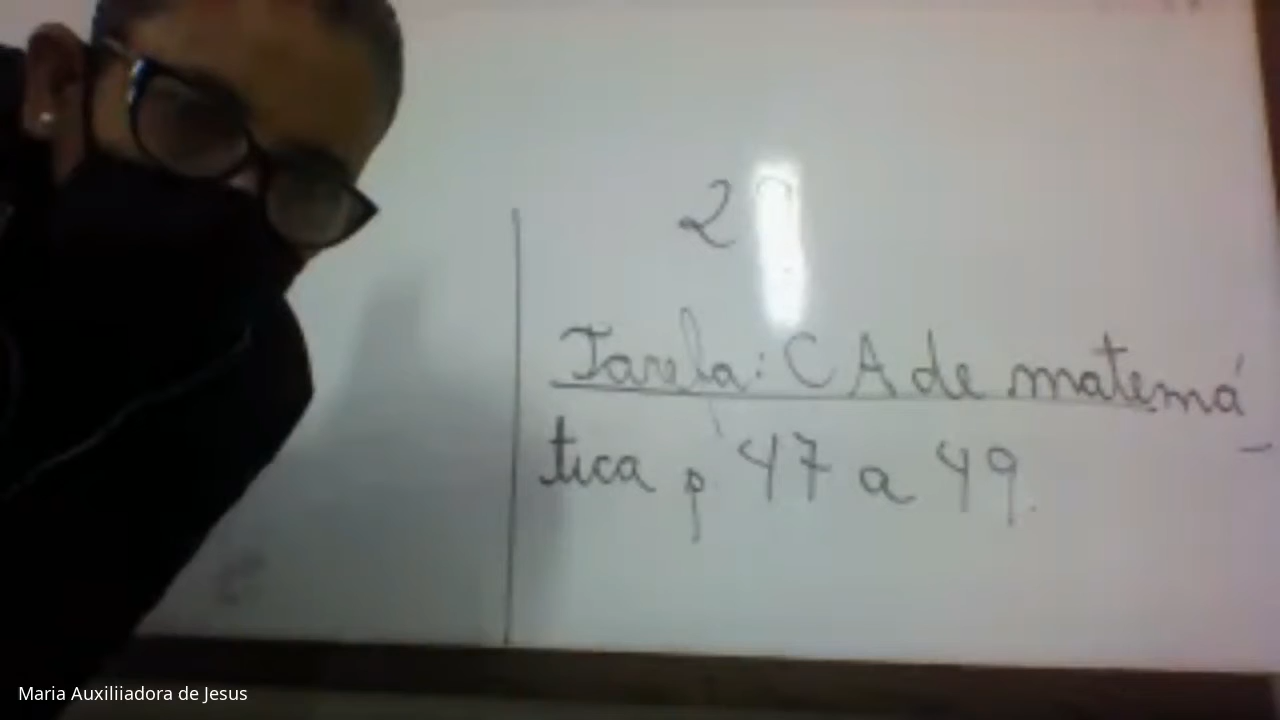 2
Tarefa: CA de matemá-
tica p. 47 a 49.
Maria Auxiliiadora de Jesus